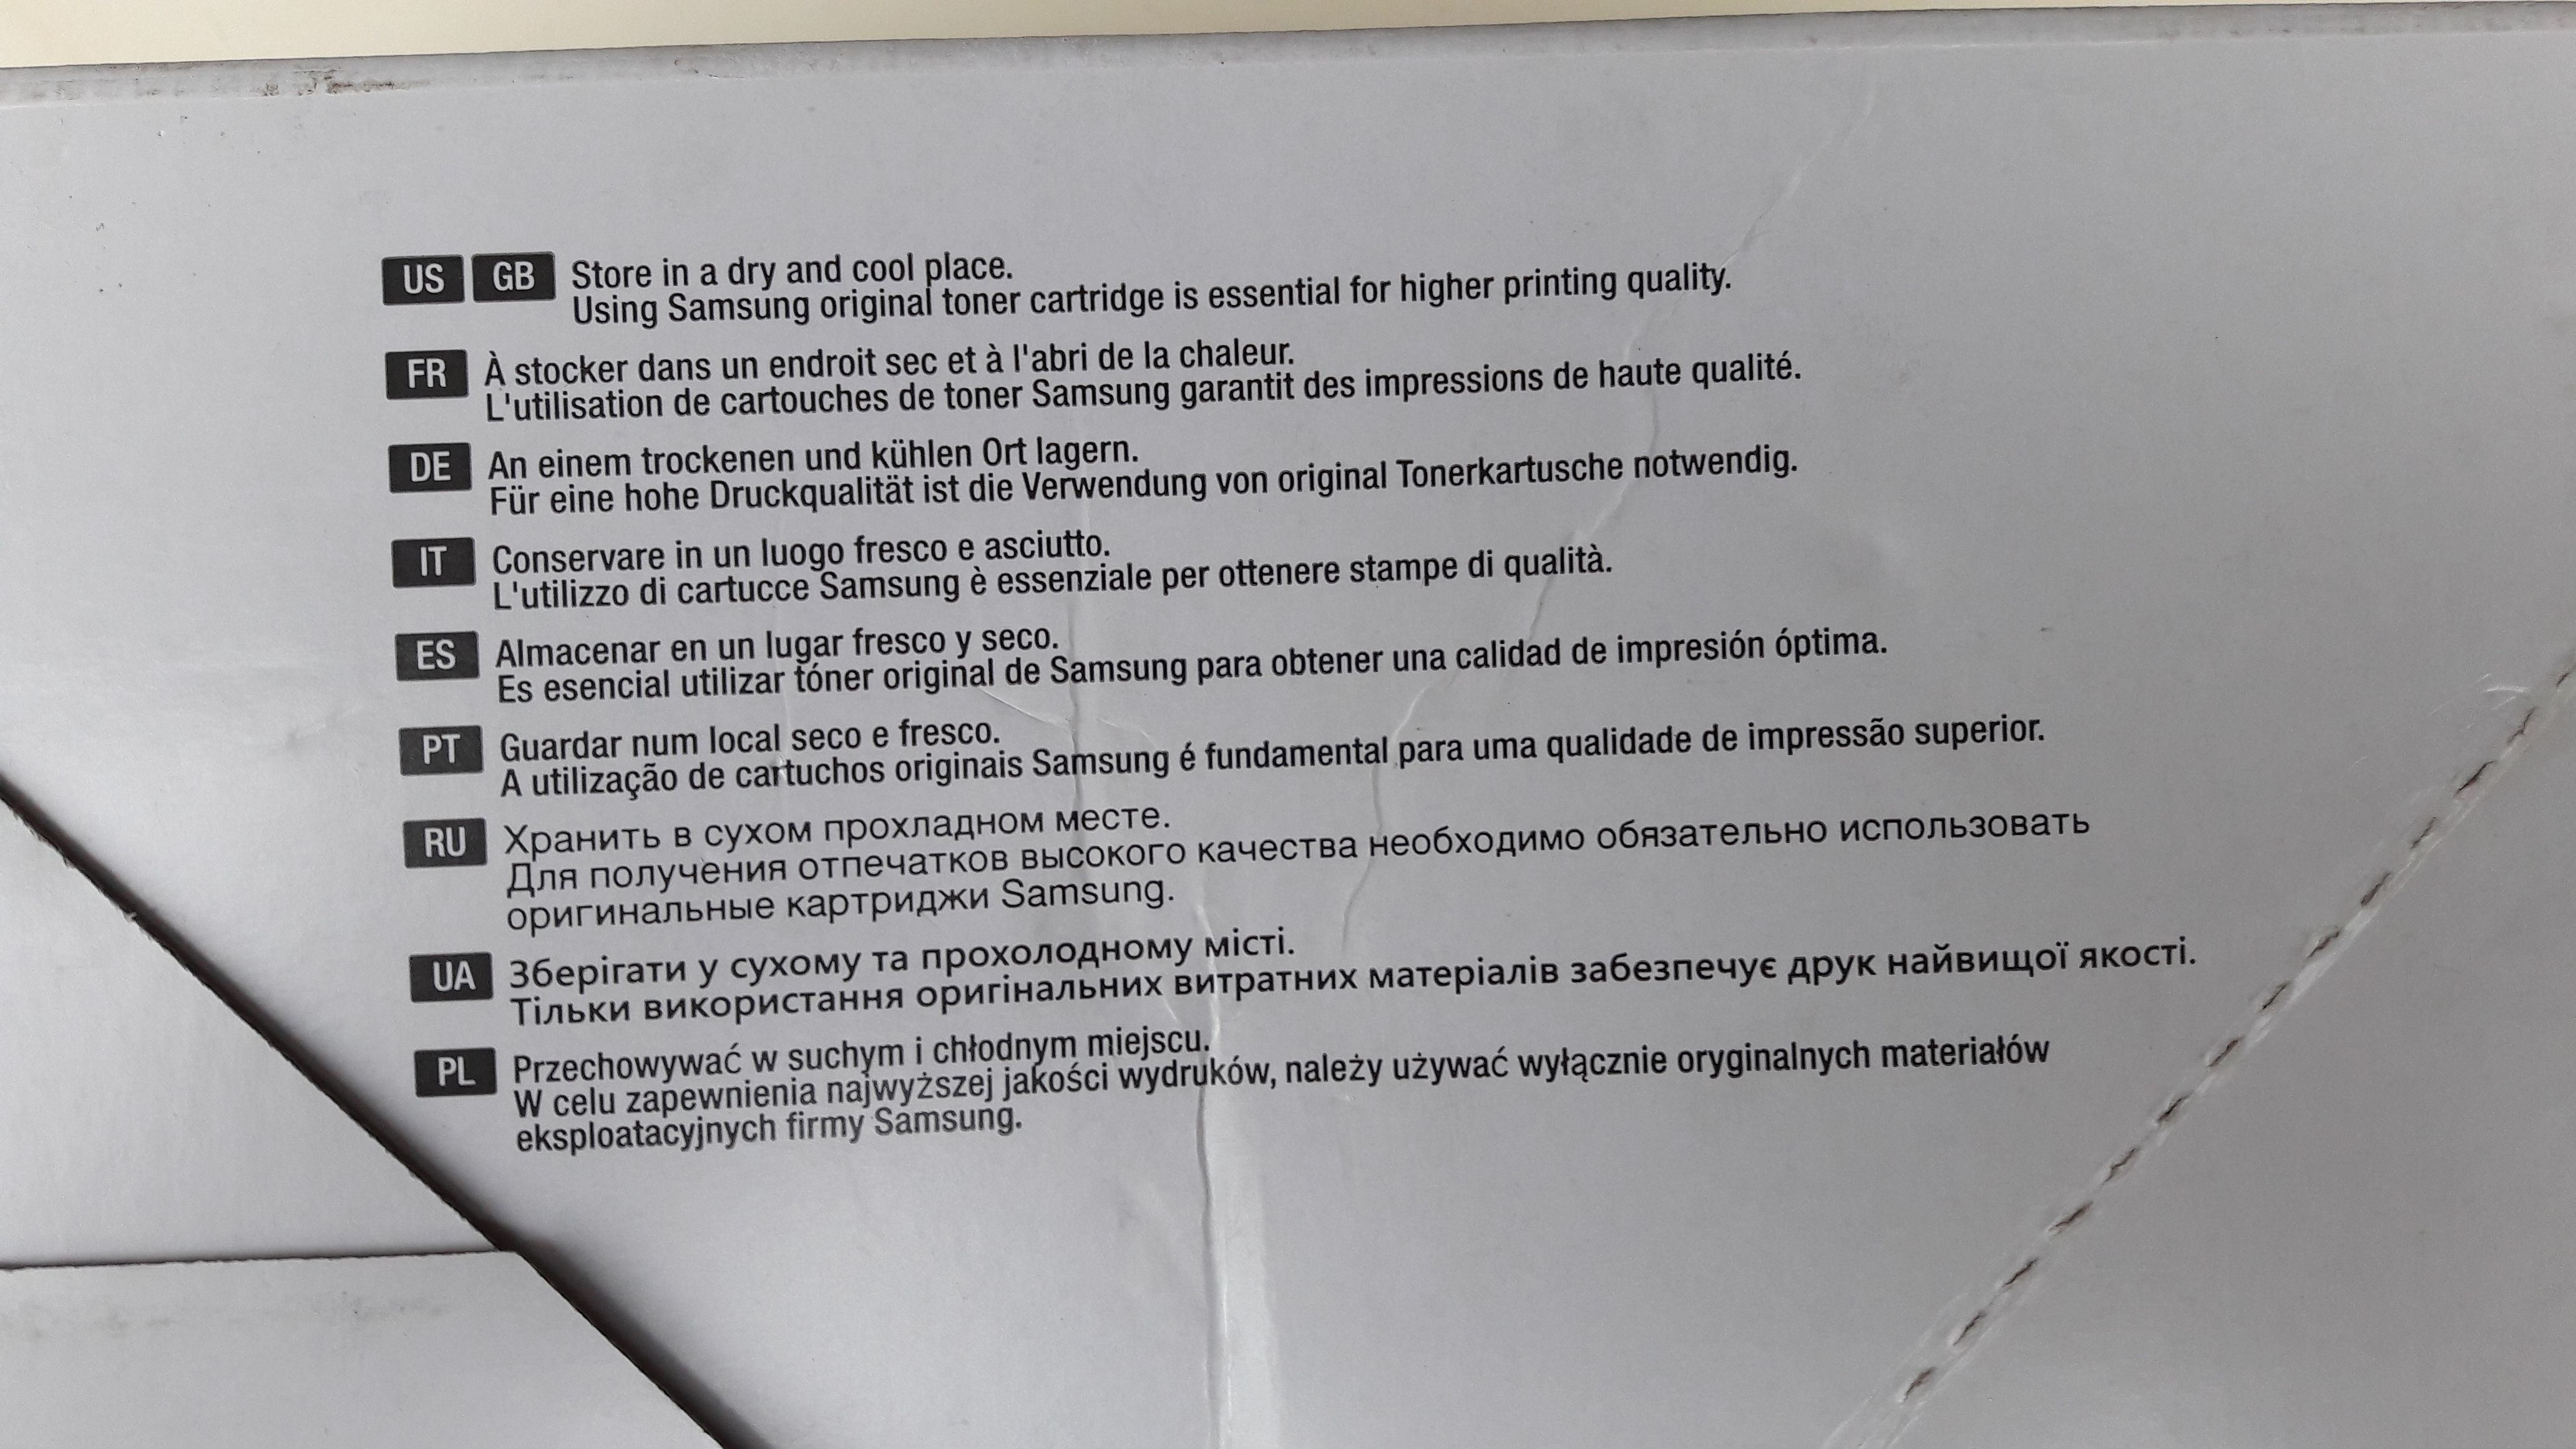 US GB Store in a dry and cool place.
Using Samsung original toner cartridge is essential for higher printing quality.
FR À stocker dans un endroit sec et à l'abri de la chaleur.
L'utilisation de cartouches de toner Samsung garantit des impressions de haute qualité.
DE An einem trockenen und kühlen Ort lagern.
Für eine hohe Druckqualität ist die Verwendung von original Tonerkartusche notwendig.
IT Conservare in un luogo fresco e asciutto.
L'utilizzo di cartucce Samsung è essenziale per ottenere stampe di qualità.
ES Almacenar en un lugar fresco y seco.
Es esencial utilizar tóner original de Samsung para obtener una calidad de impresión óptima.
PT Guardar num local seco e fresco.
A utilização de cartuchos originais Samsung é fundamental para uma qualidade de impressão superior.
RU Хранить в сухом прохладном месте.
Для получения отпечатков высокого качества необходимо обязательно использовать
оригинальные картриджи Samsung.
UA Зберігати у сухому та прохолодному місті.
Тільки використання оригінальних витратних матеріалів забезпечує друк найвищої якості.
PL Przechowywać w suchym i chłodnym miejscu.
W celu zapewnienia najwyższej jakości wydruków, należy używać wyłącznie oryginalnych materiałów
eksploatacyjnych firmy Samsung.